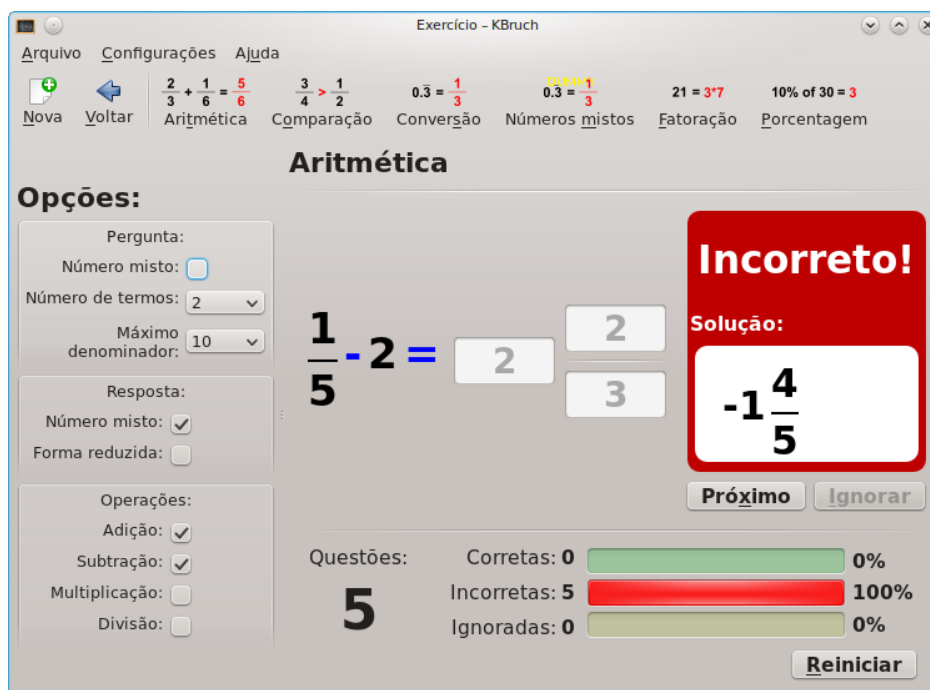 Exercício – KBruch
Arquivo Configurações Ajuda
2/3 + 1/6 = 5/6 3/4 > 1/2 0.3̅ = 1/3 0.3̅ = 1/3 21 = 3*7 10% of 30 = 3
Nova Voltar Aritmética Comparação Conversão Números mistos Fatoração Porcentagem
Aritmética
Opções:
Pergunta:
Número misto:
Número de termos: 2
Máximo
denominador: 10
Resposta:
Número misto:
Forma reduzida:
Operações:
Adição:
Subtração:
Multiplicação:
Divisão:
1/5 - 2 = 2 2/3
Incorreto!
Solução:
-1 4/5
Próximo Ignorar
Questões:
5
Corretas: 0 0%
Incorretas: 5 100%
Ignoradas: 0 0%
Reiniciar